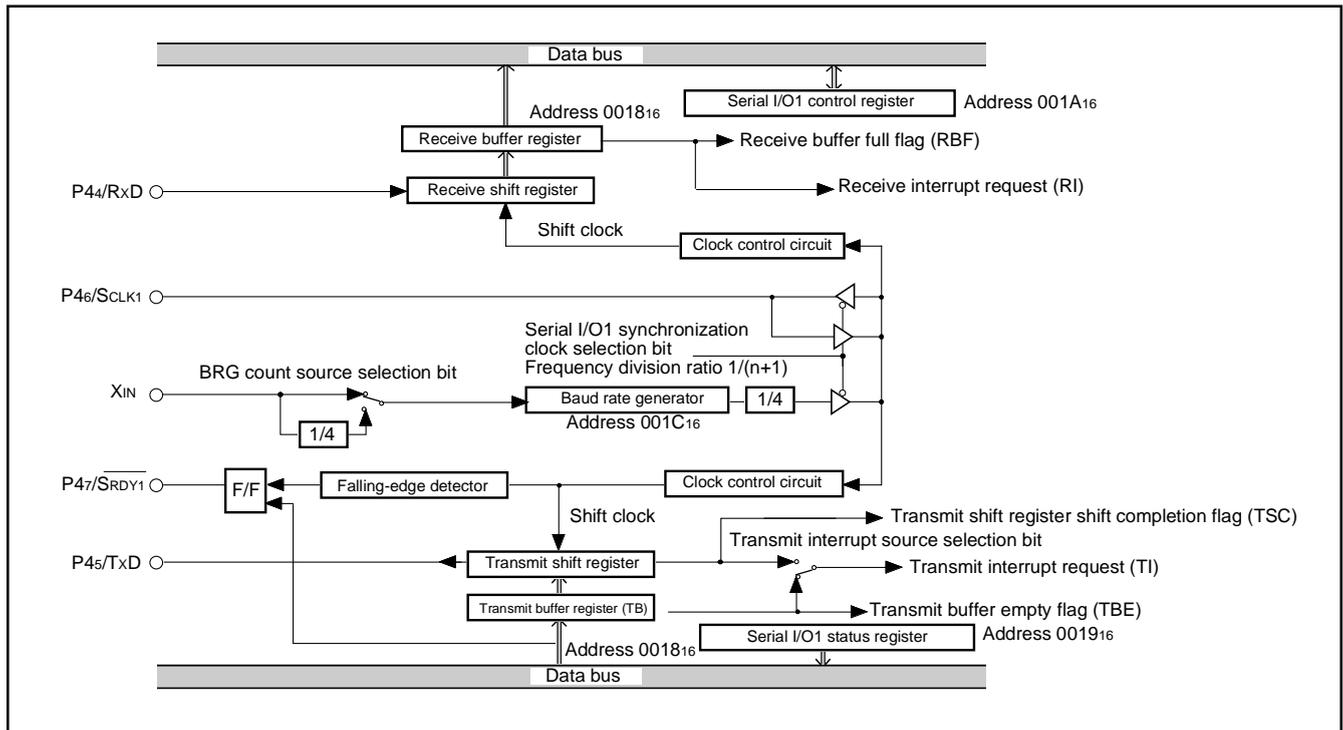 Data bus
Address 0018₁₆
Serial I/O1 control register
Address 001A₁₆
Receive buffer register
Receive buffer full flag (RBF)
P4₄/RxD
Receive shift register
Receive interrupt request (RI)
Shift clock
Clock control circuit
P4₆/SCLK1
Serial I/O1 synchronization
clock selection bit
Frequency division ratio 1/(n+1)
BRG count source selection bit
XIN
Baud rate generator
1/4
Address 001C₁₆
1/4
P4₇/S̅R̅D̅Y̅1̅
F/F
Falling-edge detector
Clock control circuit
Shift clock
Transmit shift register shift completion flag (TSC)
Transmit interrupt source selection bit
P4₅/TxD
Transmit shift register
Transmit interrupt request (TI)
Transmit buffer register (TB)
Transmit buffer empty flag (TBE)
Serial I/O1 status register
Address 0019₁₆
Address 0018₁₆
Data bus